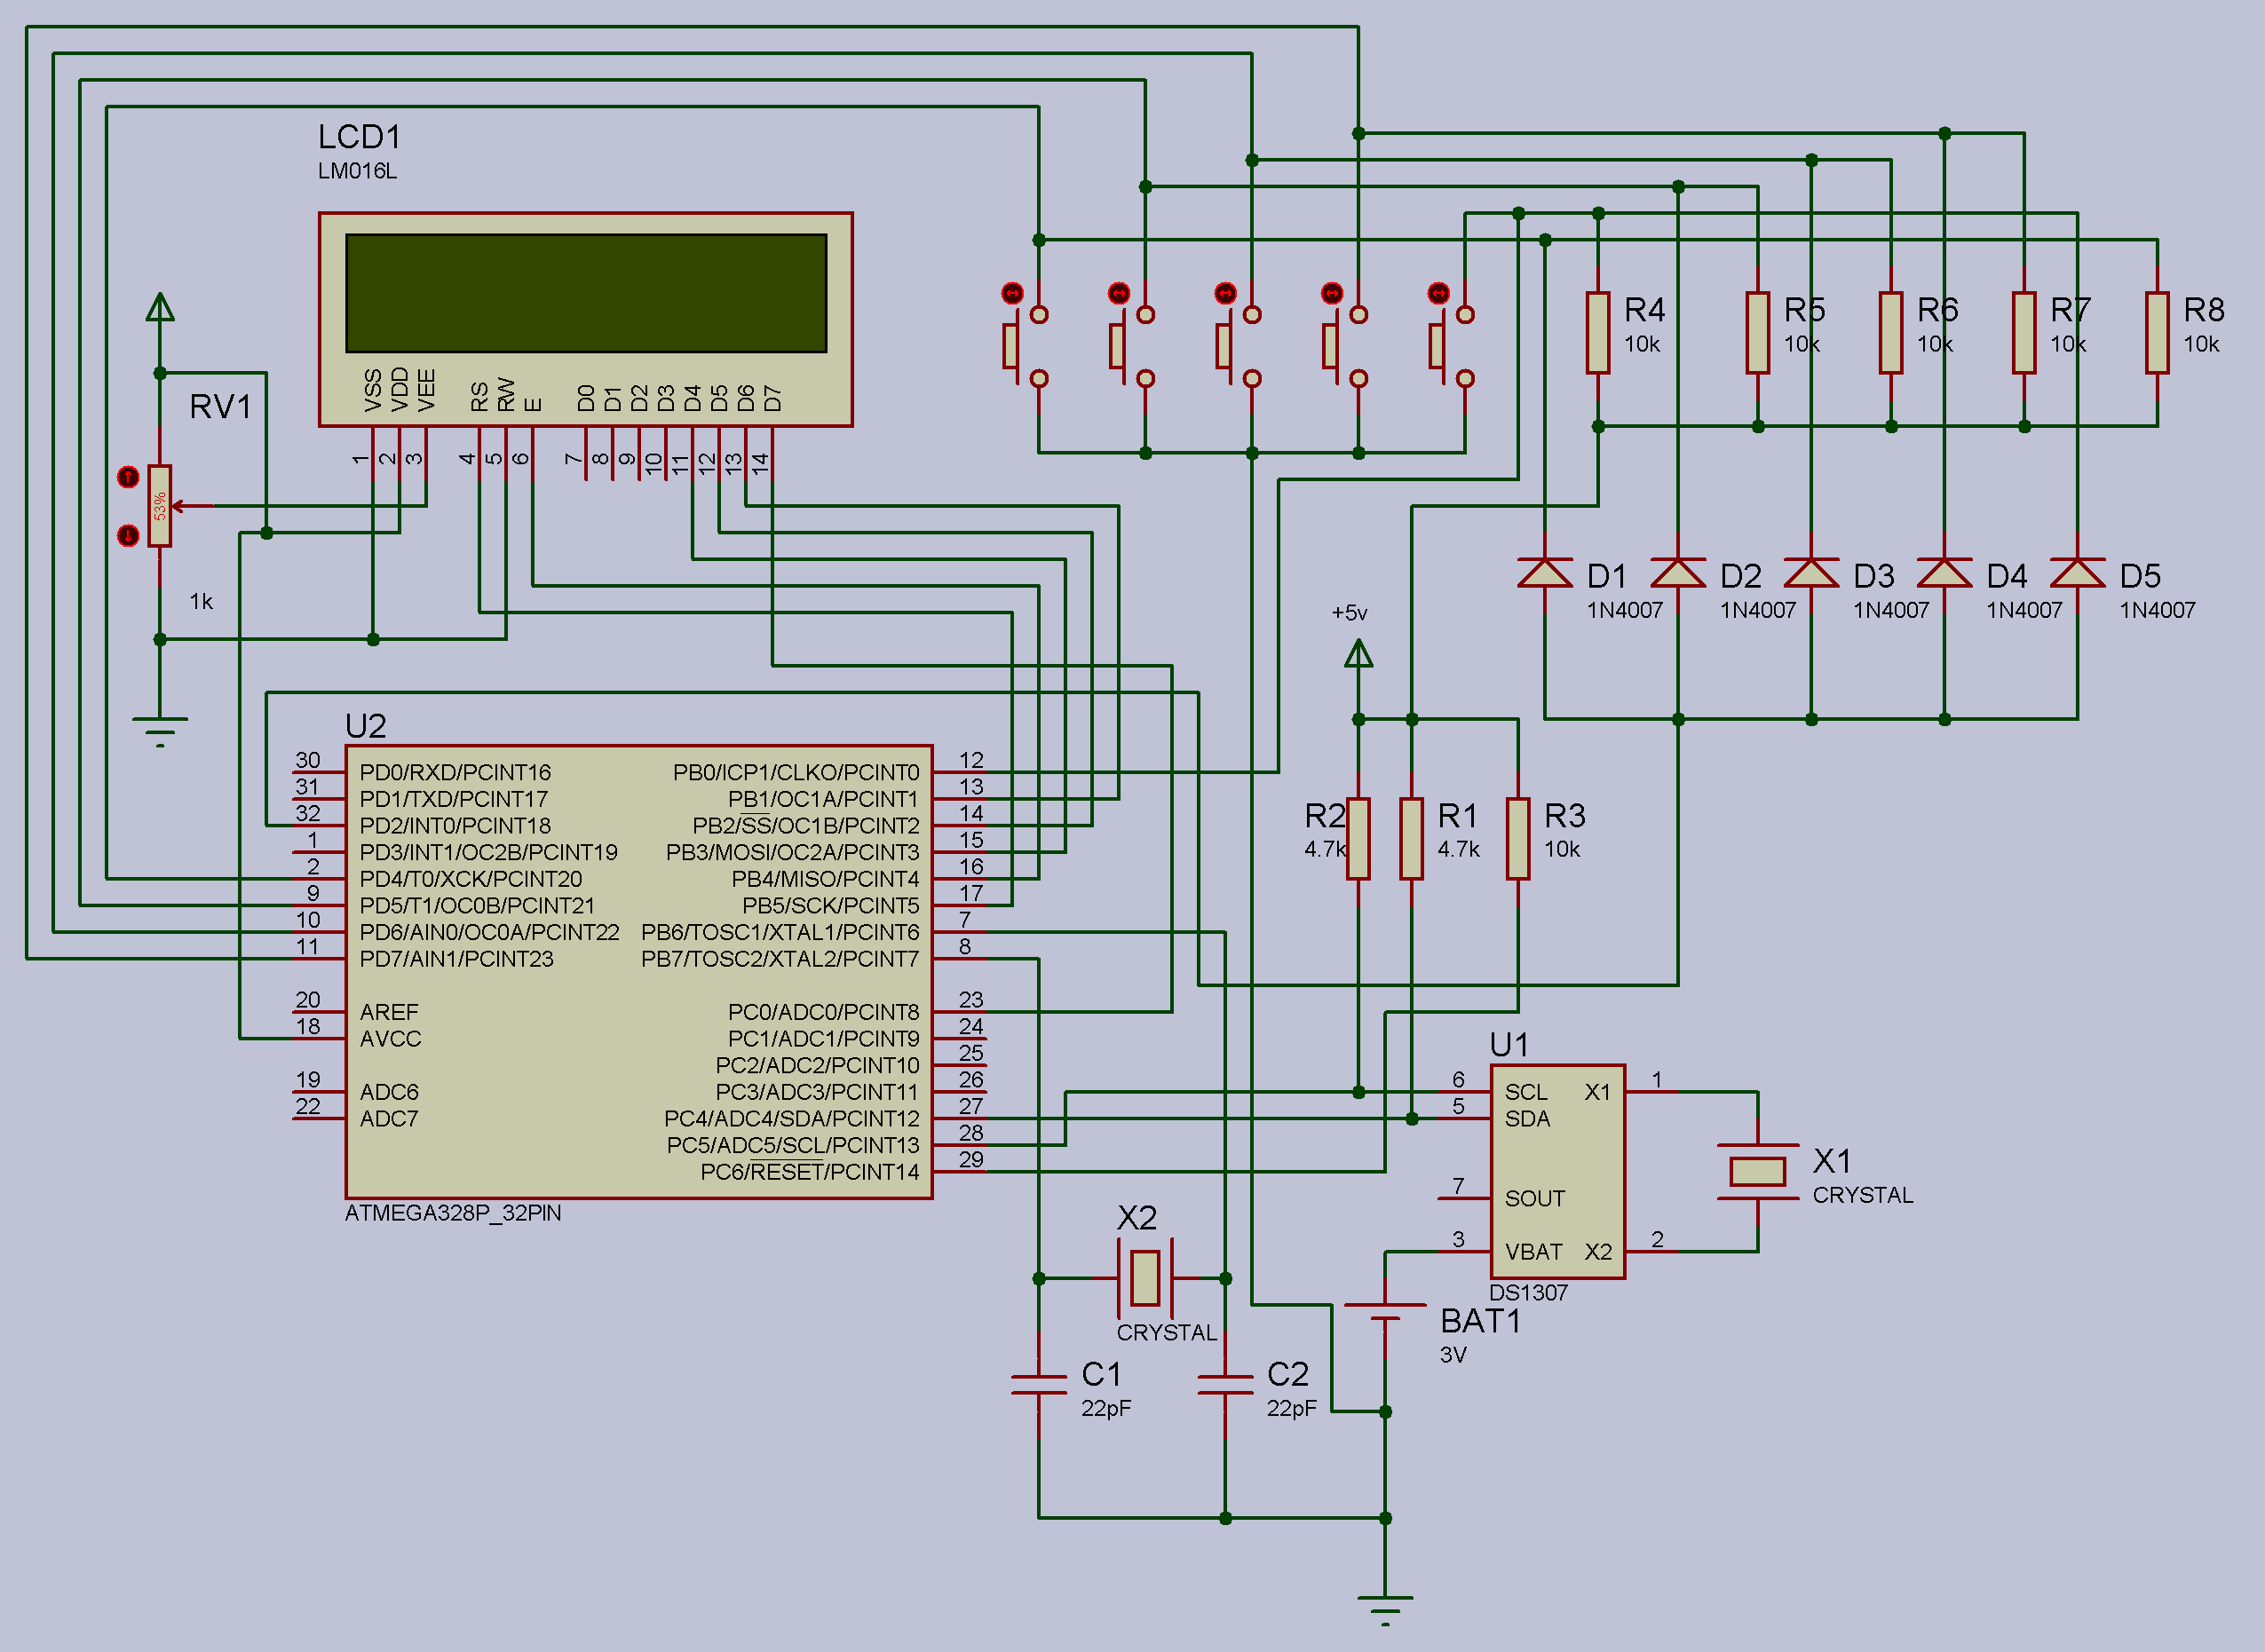 LCD1
LM016L
RV1
53%
1k
VSS
VDD
VEE
RS
RW
E
D0
D1
D2
D3
D4
D5
D6
D7
1
2
3
4
5
6
7
8
9
10
11
12
13
14
R4
10k
R5
10k
R6
10k
R7
10k
R8
10k
D1
1N4007
D2
1N4007
D3
1N4007
D4
1N4007
D5
1N4007
+5v
R2
4.7k
R1
4.7k
R3
10k
U2
30 PD0/RXD/PCINT16
31 PD1/TXD/PCINT17
32 PD2/INT0/PCINT18
1 PD3/INT1/OC2B/PCINT19
2 PD4/T0/XCK/PCINT20
9 PD5/T1/OC0B/PCINT21
10 PD6/AIN0/OC0A/PCINT22
11 PD7/AIN1/PCINT23
20 AREF
18 AVCC
19 ADC6
22 ADC7
PB0/ICP1/CLKO/PCINT0 12
PB1/OC1A/PCINT1 13
PB2/SS/OC1B/PCINT2 14
PB3/MOSI/OC2A/PCINT3 15
PB4/MISO/PCINT4 16
PB5/SCK/PCINT5 17
PB6/TOSC1/XTAL1/PCINT6 7
PB7/TOSC2/XTAL2/PCINT7 8
PC0/ADC0/PCINT8 23
PC1/ADC1/PCINT9 24
PC2/ADC2/PCINT10 25
PC3/ADC3/PCINT11 26
PC4/ADC4/SDA/PCINT12 27
PC5/ADC5/SCL/PCINT13 28
PC6/RESET/PCINT14 29
ATMEGA328P_32PIN
U1
6 SCL X1 1
5 SDA
7 SOUT
3 VBAT X2 2
DS1307
X1
CRYSTAL
X2
CRYSTAL
BAT1
3V
C1
22pF
C2
22pF